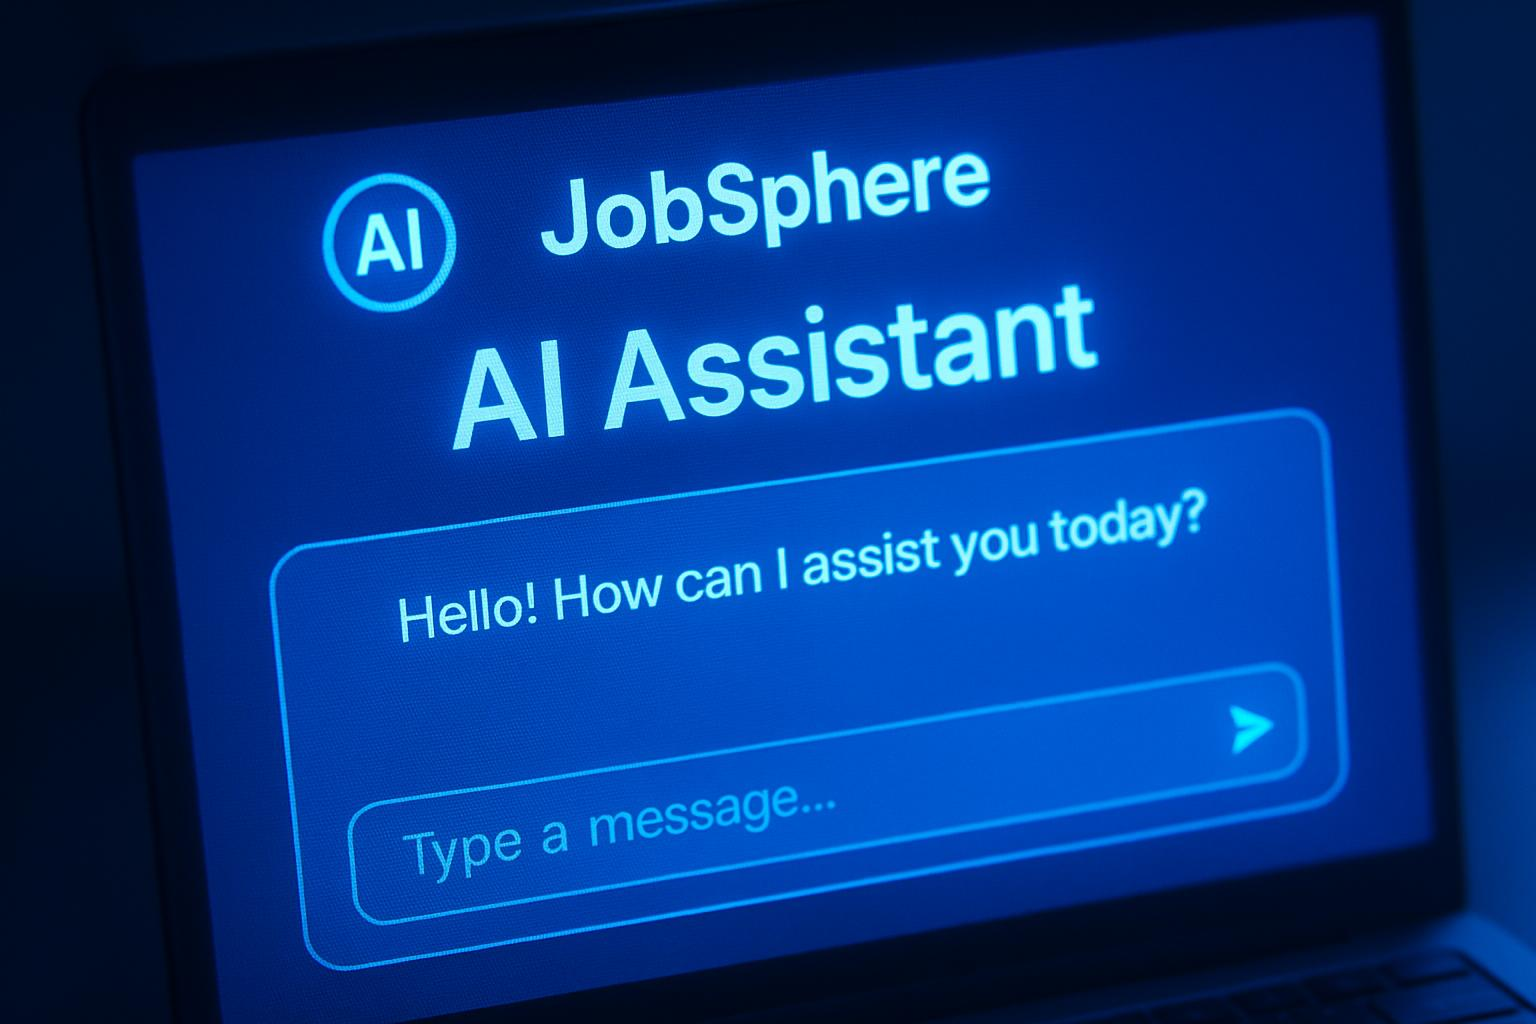 AI
JobSphere
AI Assistant
Hello! How can I assist you today?
Type a message...